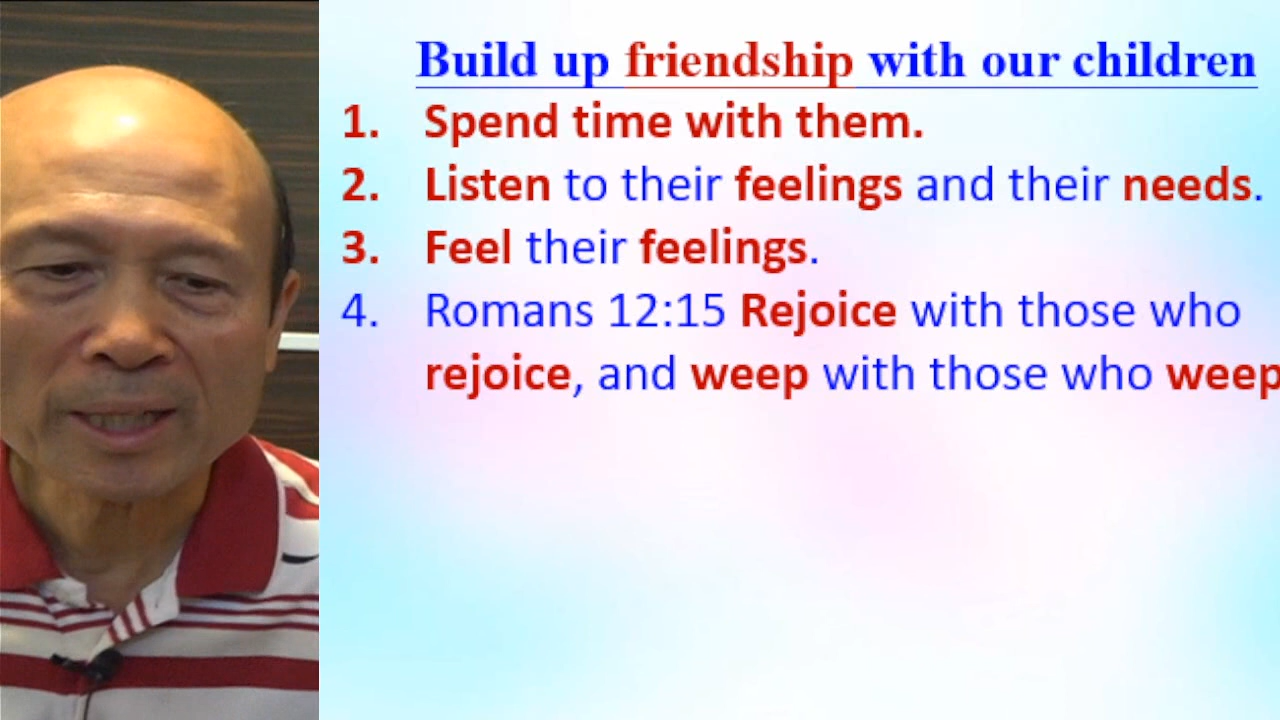 Build up friendship with our children
1. Spend time with them.
2. Listen to their feelings and their needs.
3. Feel their feelings.
4. Romans 12:15 Rejoice with those who
rejoice, and weep with those who weep